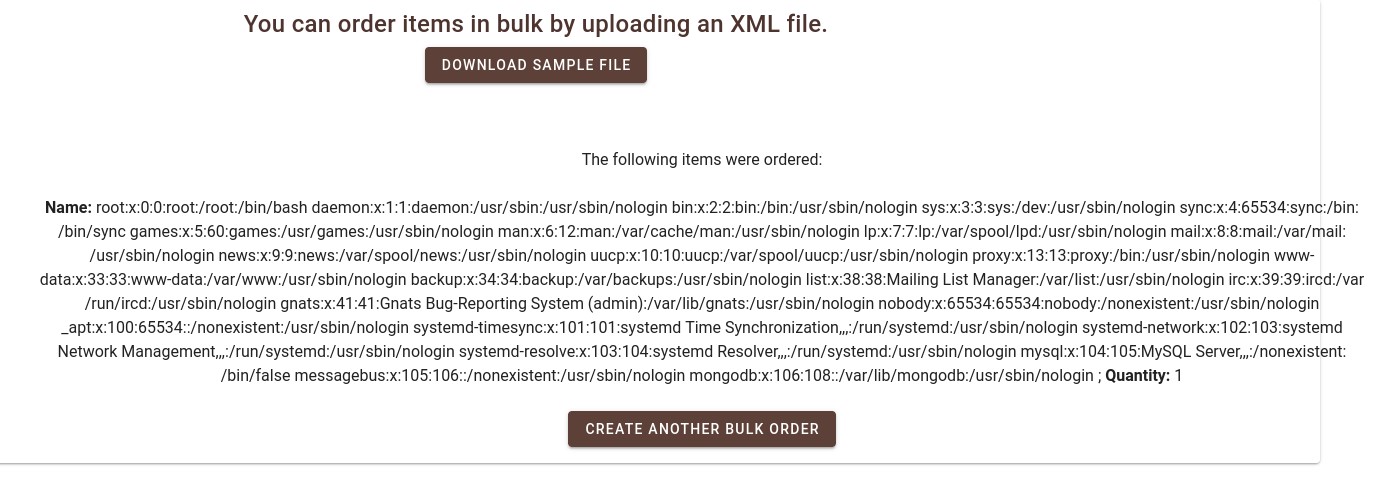 You can order items in bulk by uploading an XML file.
DOWNLOAD SAMPLE FILE
The following items were ordered:
Name: root:x:0:0:root:/root:/bin/bash daemon:x:1:1:daemon:/usr/sbin:/usr/sbin/nologin bin:x:2:2:bin:/bin:/usr/sbin/nologin sys:x:3:3:sys:/dev:/usr/sbin/nologin sync:x:4:65534:sync:/bin:
/bin/sync games:x:5:60:games:/usr/games:/usr/sbin/nologin man:x:6:12:man:/var/cache/man:/usr/sbin/nologin lp:x:7:7:lp:/var/spool/lpd:/usr/sbin/nologin mail:x:8:8:mail:/var/mail:
/usr/sbin/nologin news:x:9:9:news:/var/spool/news:/usr/sbin/nologin uucp:x:10:10:uucp:/var/spool/uucp:/usr/sbin/nologin proxy:x:13:13:proxy:/bin:/usr/sbin/nologin www-
data:x:33:33:www-data:/var/www:/usr/sbin/nologin backup:x:34:34:backup:/var/backups:/usr/sbin/nologin list:x:38:38:Mailing List Manager:/var/list:/usr/sbin/nologin irc:x:39:39:ircd:/var
/run/ircd:/usr/sbin/nologin gnats:x:41:41:Gnats Bug-Reporting System (admin):/var/lib/gnats:/usr/sbin/nologin nobody:x:65534:65534:nobody:/nonexistent:/usr/sbin/nologin
_apt:x:100:65534::/nonexistent:/usr/sbin/nologin systemd-timesync:x:101:101:systemd Time Synchronization,,,:/run/systemd:/usr/sbin/nologin systemd-network:x:102:103:systemd
Network Management,,,:/run/systemd:/usr/sbin/nologin systemd-resolve:x:103:104:systemd Resolver,,,:/run/systemd:/usr/sbin/nologin mysql:x:104:105:MySQL Server,,,:/nonexistent:
/bin/false messagebus:x:105:106::/nonexistent:/usr/sbin/nologin mongodb:x:106:108::/var/lib/mongodb:/usr/sbin/nologin ; Quantity: 1
CREATE ANOTHER BULK ORDER